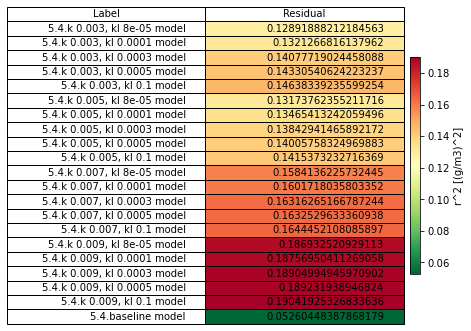 Label Residual
5.4.k 0.003, kl 8e-05 model 0.12891888212184563
5.4.k 0.003, kl 0.0001 model 0.1321266816137962
5.4.k 0.003, kl 0.0003 model 0.14077719024458088
5.4.k 0.003, kl 0.0005 model 0.14330540624223237
5.4.k 0.003, kl 0.1 model 0.14638339235599254
5.4.k 0.005, kl 8e-05 model 0.13173762355211716
5.4.k 0.005, kl 0.0001 model 0.13465413242059496
5.4.k 0.005, kl 0.0003 model 0.13842941465892172
5.4.k 0.005, kl 0.0005 model 0.14005758324969883
5.4.k 0.005, kl 0.1 model 0.1415373232716369
5.4.k 0.007, kl 8e-05 model 0.1584136225732445
5.4.k 0.007, kl 0.0001 model 0.1601718035803352
5.4.k 0.007, kl 0.0003 model 0.16316265166787244
5.4.k 0.007, kl 0.0005 model 0.1632529633360938
5.4.k 0.007, kl 0.1 model 0.1644452108085897
5.4.k 0.009, kl 8e-05 model 0.186932520929113
5.4.k 0.009, kl 0.0001 model 0.18756950411269058
5.4.k 0.009, kl 0.0003 model 0.18904994945970902
5.4.k 0.009, kl 0.0005 model 0.189231938946824
5.4.k 0.009, kl 0.1 model 0.19041925326833636
5.4.baseline model 0.05260448387868179
0.18
0.16
0.14
0.12
0.10
0.08
0.06
r^2 [(g/m3)^2]